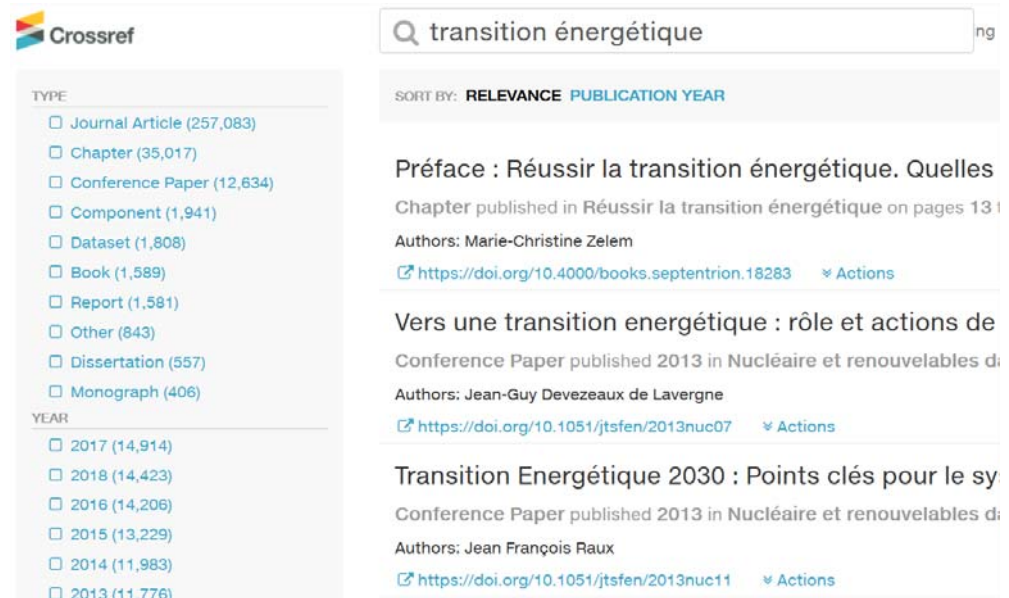 Crossref
transition énergétique
ng
TYPE
Journal Article (257,083)
Chapter (35,017)
Conference Paper (12,634)
Component (1,941)
Dataset (1,808)
Book (1,589)
Report (1,581)
Other (843)
Dissertation (557)
Monograph (406)
YEAR
2017 (14,914)
2018 (14,423)
2016 (14,206)
2015 (13,229)
2014 (11,983)
2013 (11,776)
SORT BY: RELEVANCE PUBLICATION YEAR
Préface : Réussir la transition énergétique. Quelles
Chapter published in Réussir la transition énergétique on pages 13
Authors: Marie-Christine Zelem
https://doi.org/10.4000/books.septentrion.18283 Actions
Vers une transition energétique : rôle et actions de
Conference Paper published 2013 in Nucléaire et renouvelables da
Authors: Jean-Guy Devezeaux de Lavergne
https://doi.org/10.1051/jtsfen/2013nuc07 Actions
Transition Energétique 2030 : Points clés pour le sy
Conference Paper published 2013 in Nucléaire et renouvelables da
Authors: Jean François Raux
https://doi.org/10.1051/jtsfen/2013nuc11 Actions